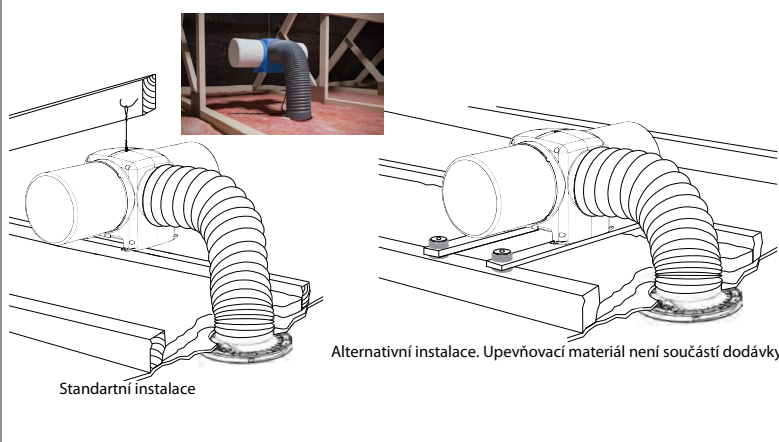 Alternativní instalace. Upevňovací materiál není součástí dodávky
Standartní instalace